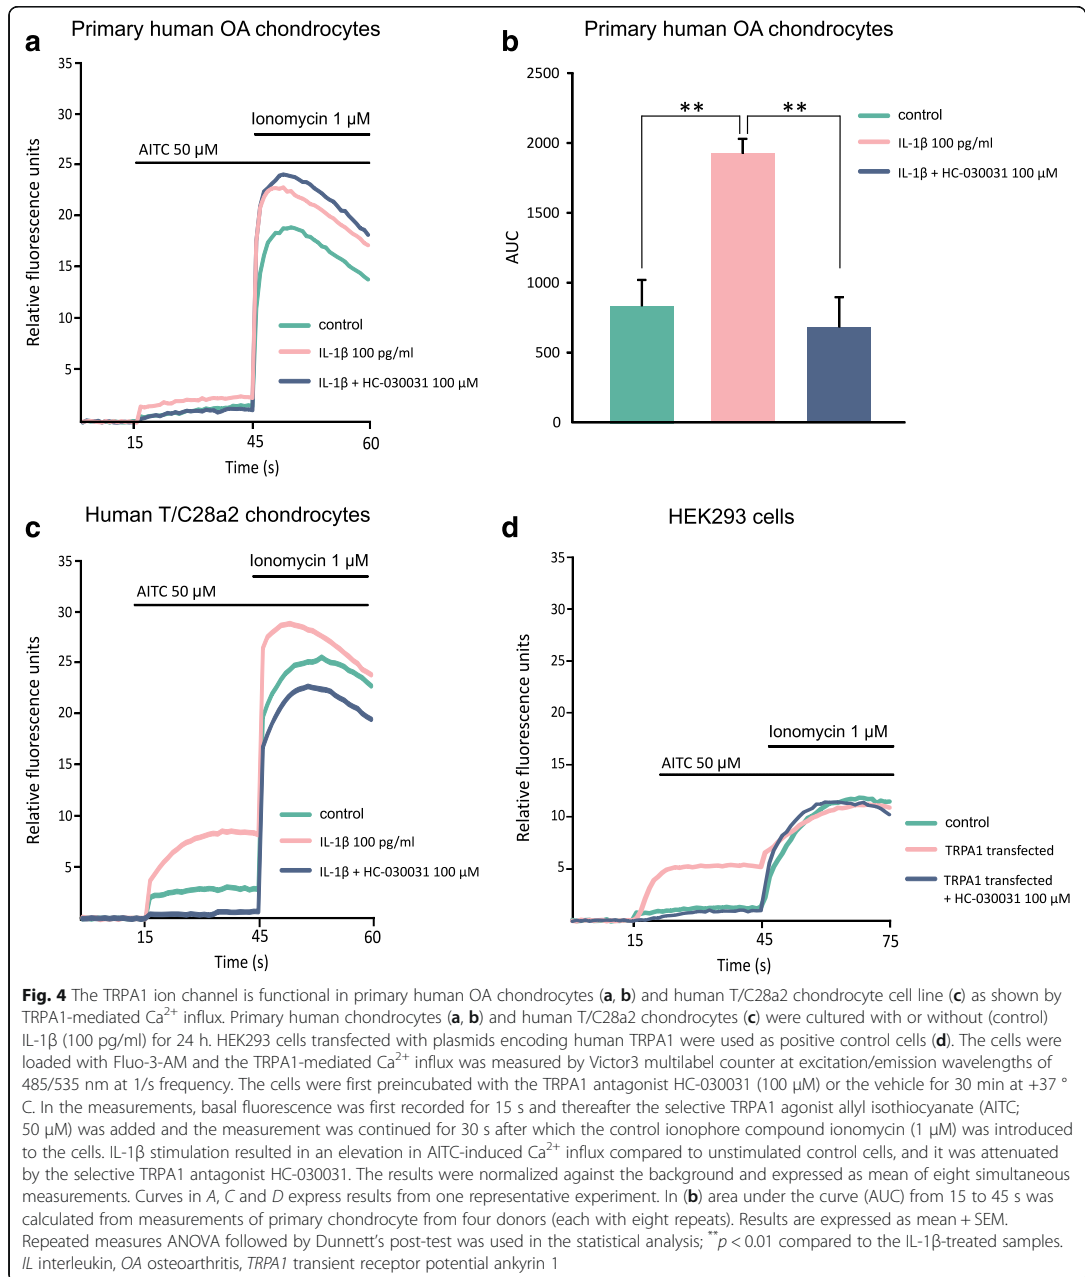 a
Primary human OA chondrocytes
35
30
25
20
15
10
5
Relative fluorescence units
Ionomycin 1 µM
AITC 50 µM
control
IL-1β 100 pg/ml
IL-1β + HC-030031 100 µM
15
45
60
Time (s)
b
Primary human OA chondrocytes
2500
2000
1500
1000
500
0
AUC
**
**
control
IL-1β 100 pg/ml
IL-1β + HC-030031 100 µM
c
Human T/C28a2 chondrocytes
35
30
25
20
15
10
5
Relative fluorescence units
Ionomycin 1 µM
AITC 50 µM
control
IL-1β 100 pg/ml
IL-1β + HC-030031 100 µM
15
45
60
Time (s)
d
HEK293 cells
35
30
25
20
15
10
5
Relative fluorescence units
Ionomycin 1 µM
AITC 50 µM
control
TRPA1 transfected
TRPA1 transfected
+ HC-030031 100 µM
15
45
75
Time (s)
Fig. 4 The TRPA1 ion channel is functional in primary human OA chondrocytes (a, b) and human T/C28a2 chondrocyte cell line (c) as shown by
TRPA1-mediated Ca2+ influx. Primary human chondrocytes (a, b) and human T/C28a2 chondrocytes (c) were cultured with or without (control)
IL-1β (100 pg/ml) for 24 h. HEK293 cells transfected with plasmids encoding human TRPA1 were used as positive control cells (d). The cells were
loaded with Fluo-3-AM and the TRPA1-mediated Ca2+ influx was measured by Victor3 multilabel counter at excitation/emission wavelengths of
485/535 nm at 1/s frequency. The cells were first preincubated with the TRPA1 antagonist HC-030031 (100 µM) or the vehicle for 30 min at +37 °
C. In the measurements, basal fluorescence was first recorded for 15 s and thereafter the selective TRPA1 agonist allyl isothiocyanate (AITC;
50 µM) was added and the measurement was continued for 30 s after which the control ionophore compound ionomycin (1 µM) was introduced
to the cells. IL-1β stimulation resulted in an elevation in AITC-induced Ca2+ influx compared to unstimulated control cells, and it was attenuated
by the selective TRPA1 antagonist HC-030031. The results were normalized against the background and expressed as mean of eight simultaneous
measurements. Curves in A, C and D express results from one representative experiment. In (b) area under the curve (AUC) from 15 to 45 s was
calculated from measurements of primary chondrocyte from four donors (each with eight repeats). Results are expressed as mean + SEM.
Repeated measures ANOVA followed by Dunnett's post-test was used in the statistical analysis; **p < 0.01 compared to the IL-1β-treated samples.
IL interleukin, OA osteoarthritis, TRPA1 transient receptor potential ankyrin 1